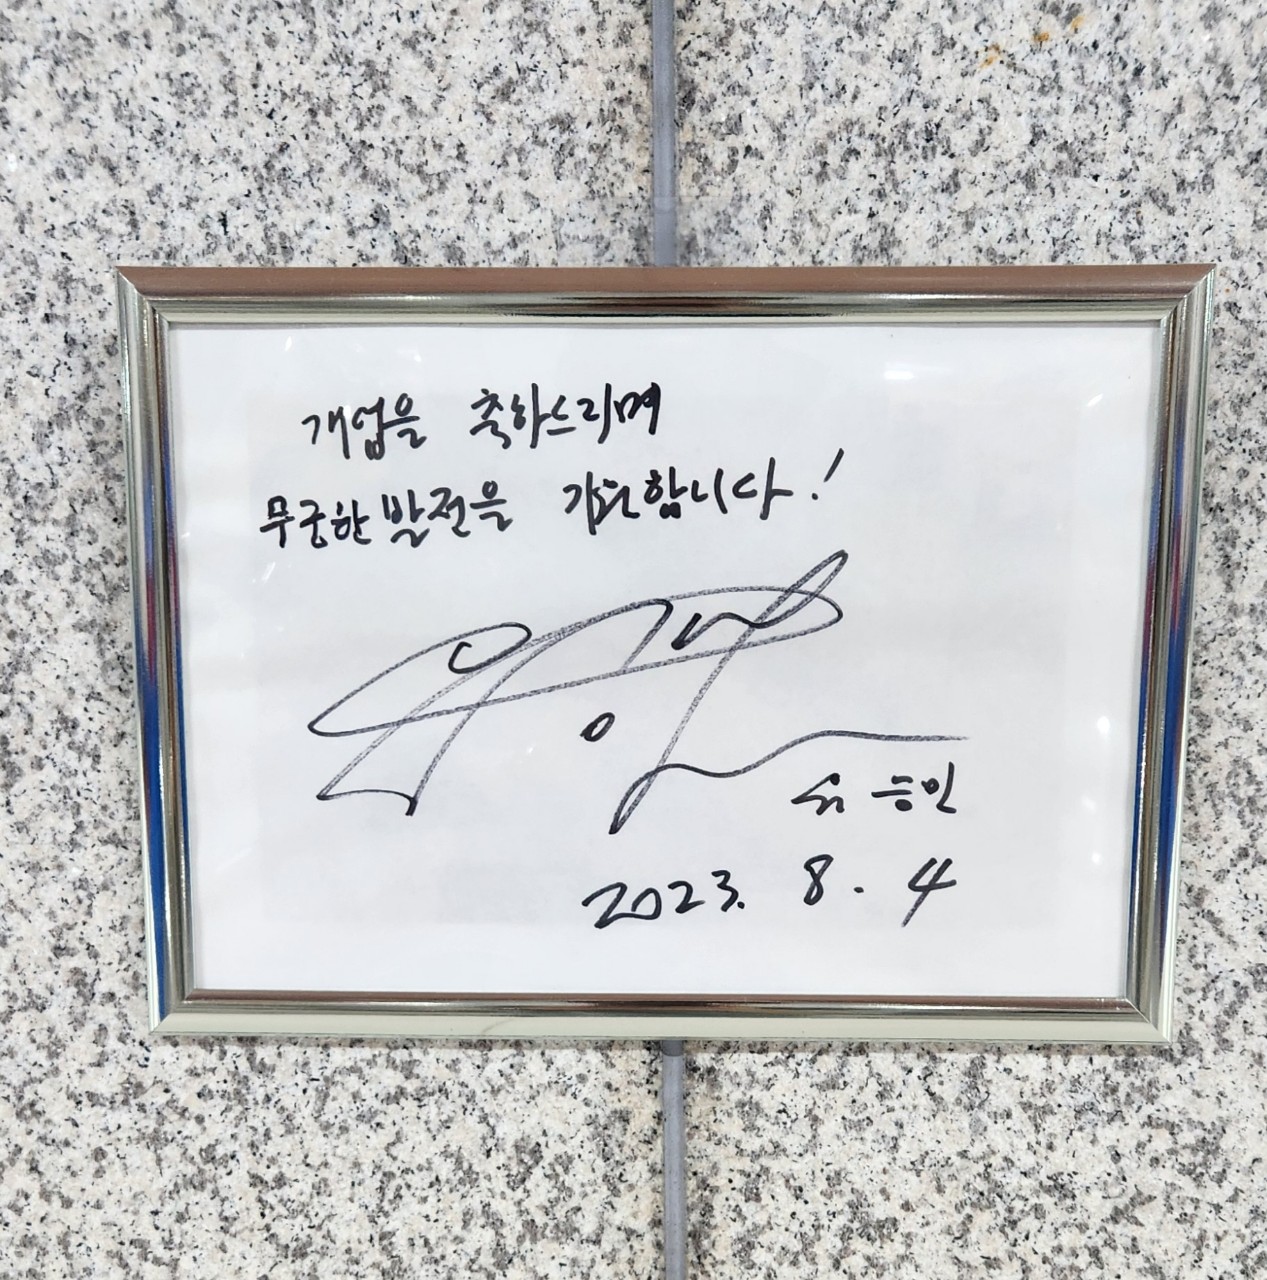 개업을 축하드리며
무궁한 발전을 기원합니다!
유승민
2023. 8. 4